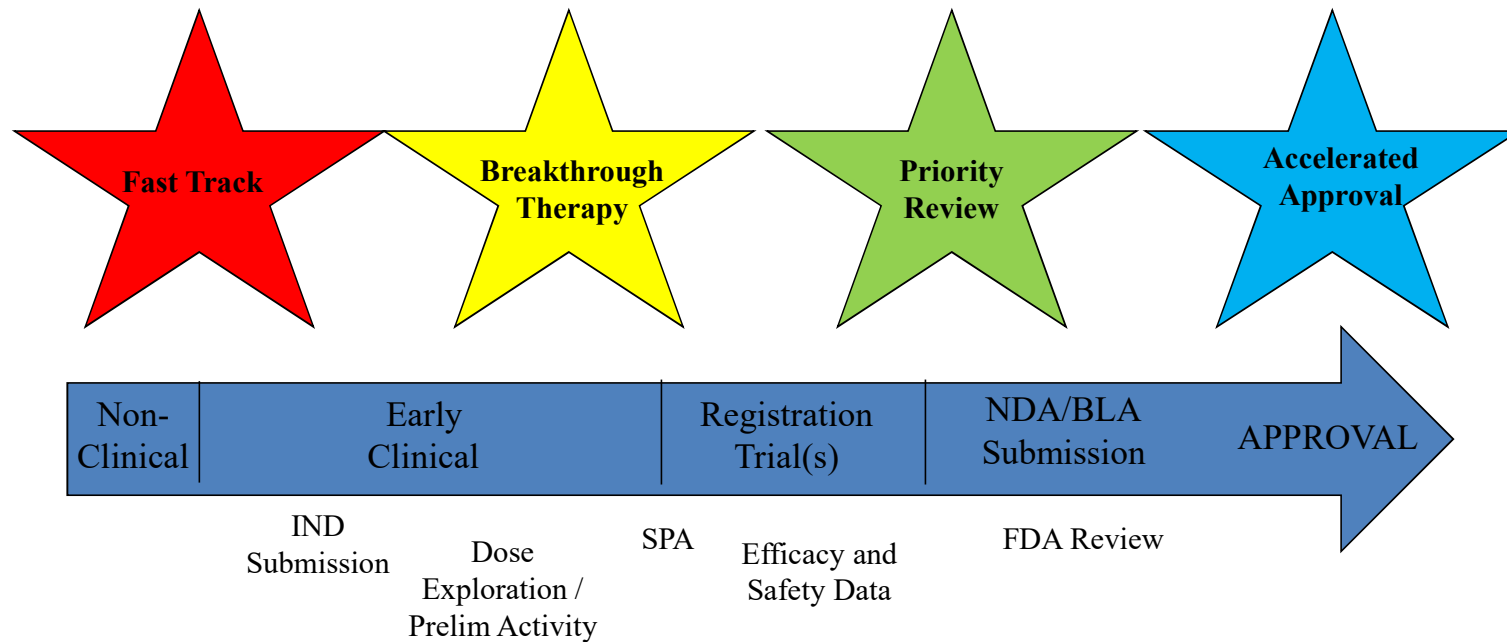 Fast Track
Breakthrough
Therapy
Priority
Review
Accelerated
Approval
Non-
Clinical
Early
Clinical
Registration
Trial(s)
NDA/BLA
Submission
APPROVAL
IND
Submission
Dose
Exploration /
Prelim Activity
SPA
Efficacy and
Safety Data
FDA Review